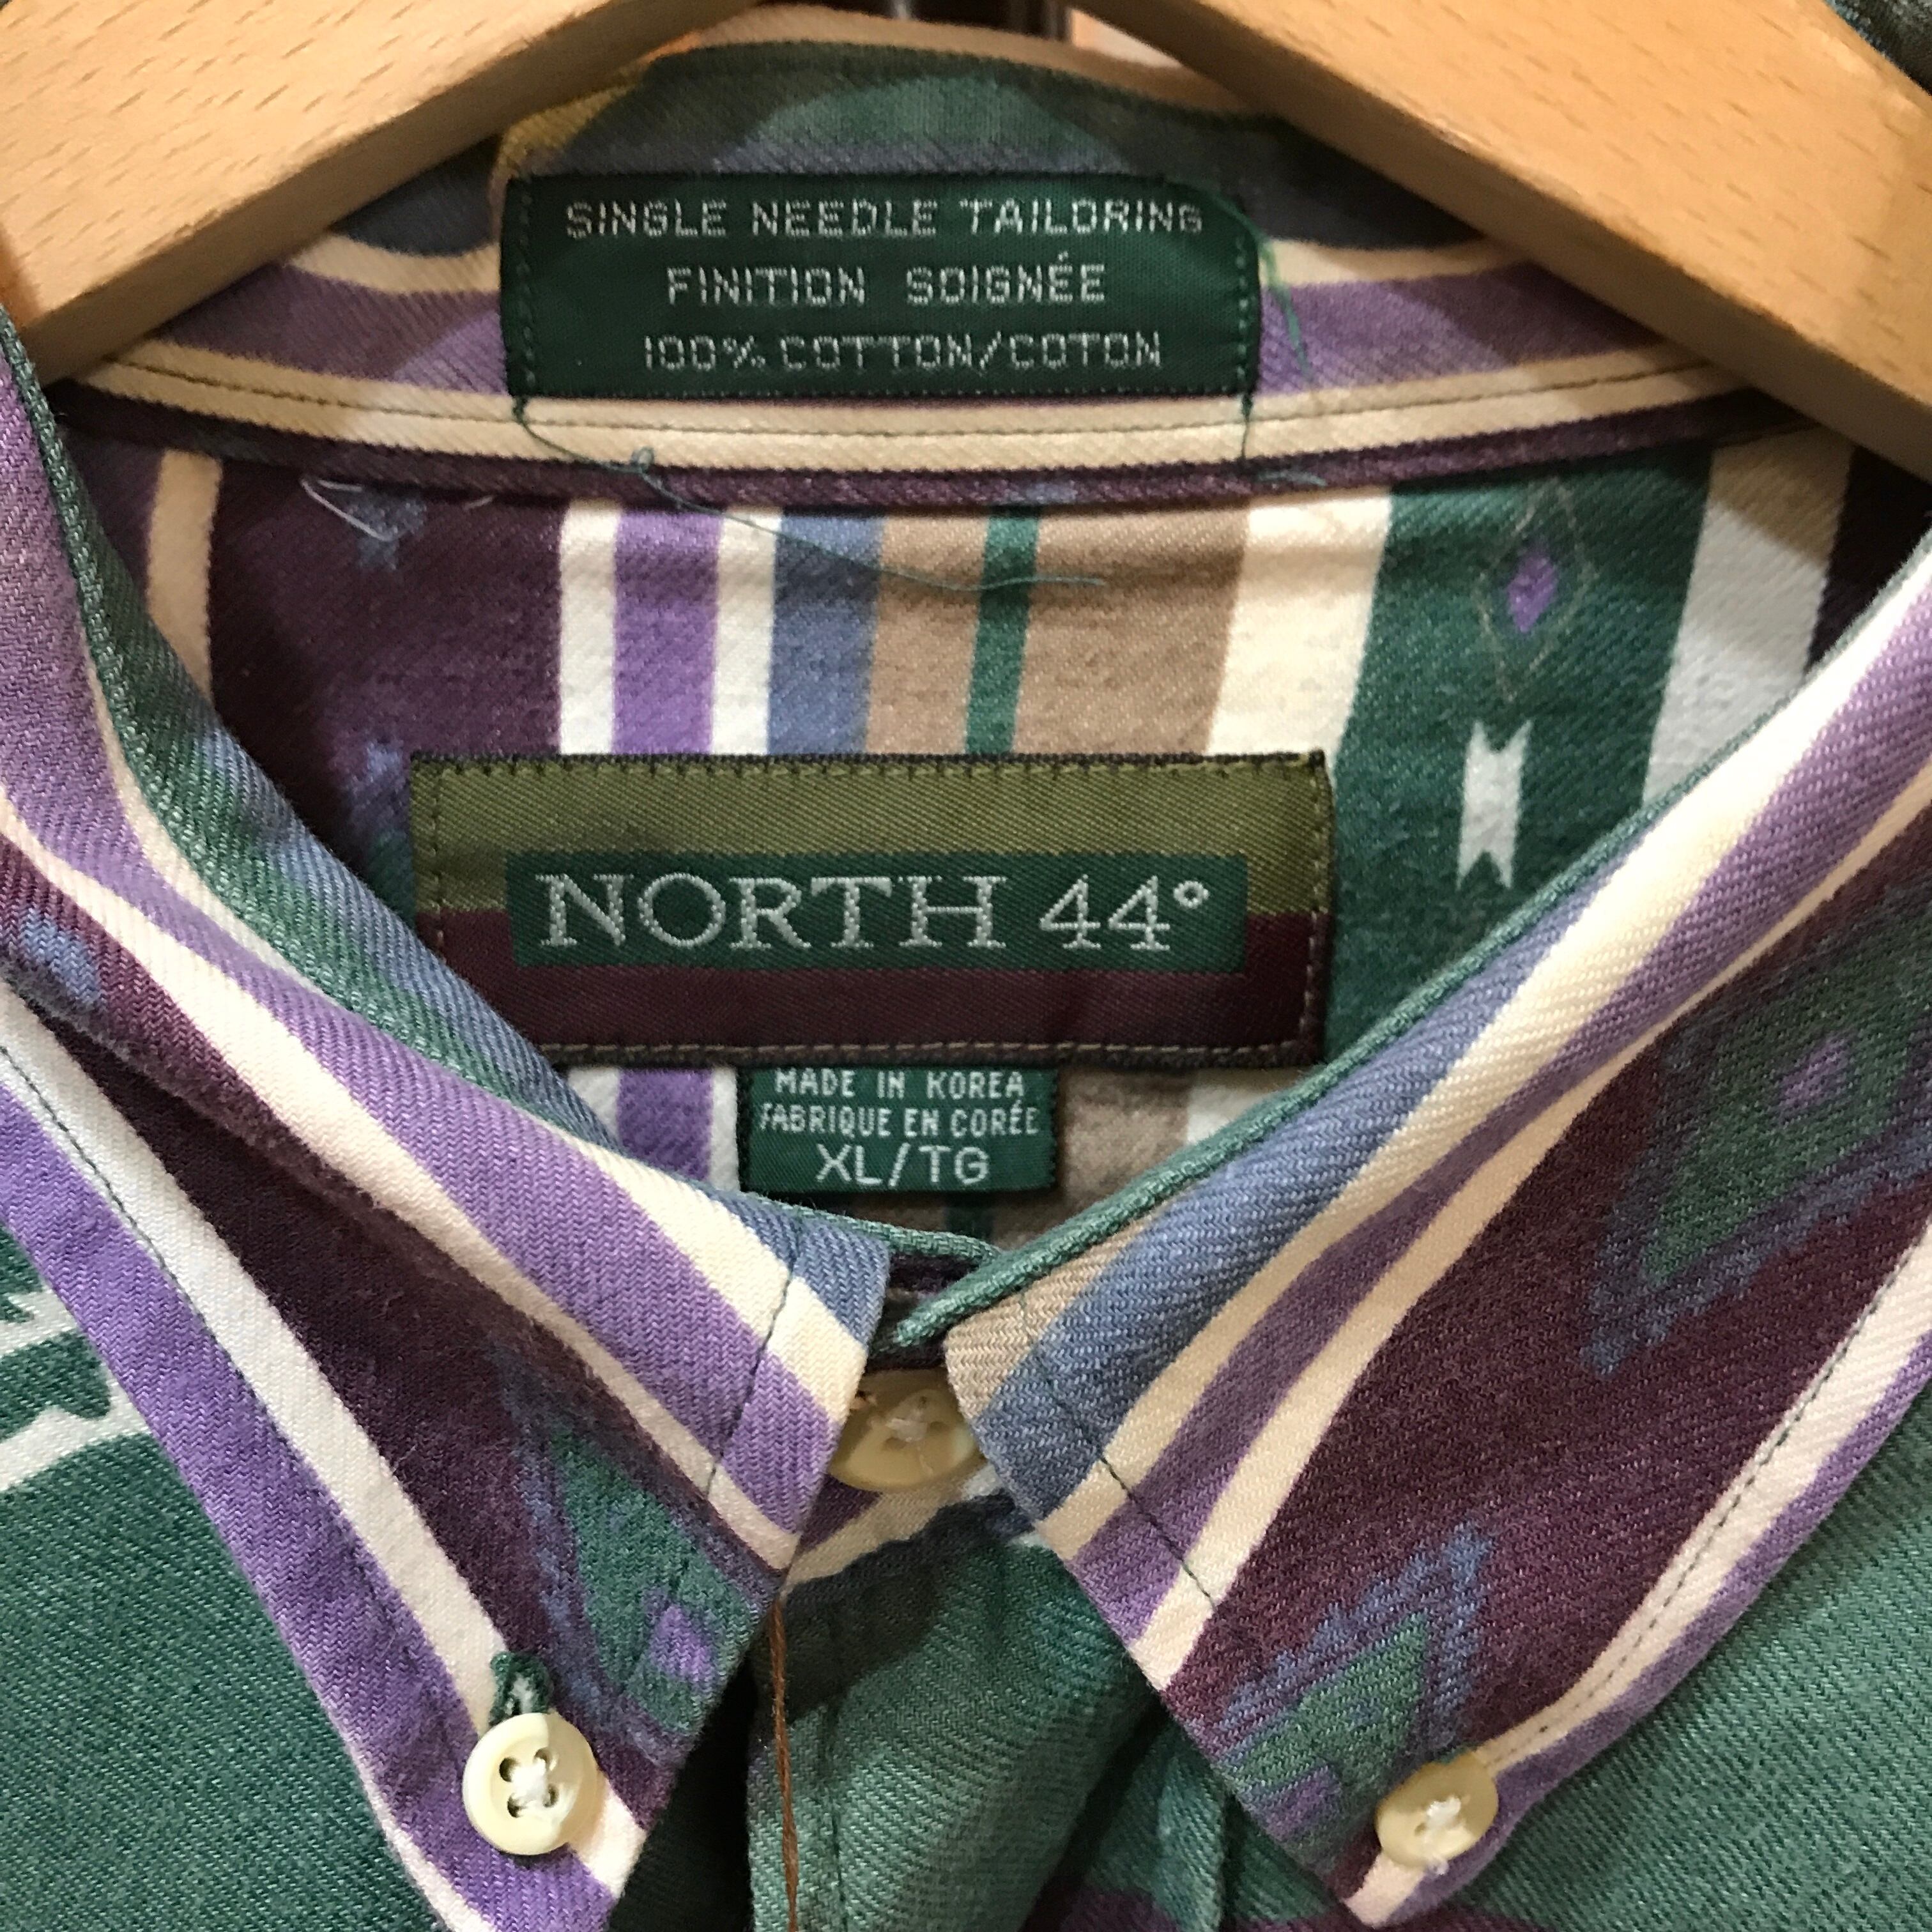 SINGLE NEEDLE TAILORING
FINITION SOIGNÉE
100% COTTON/COTON
NORTH 44°
MADE IN KOREA
FABRIQUE EN CORÉE
XL/TG